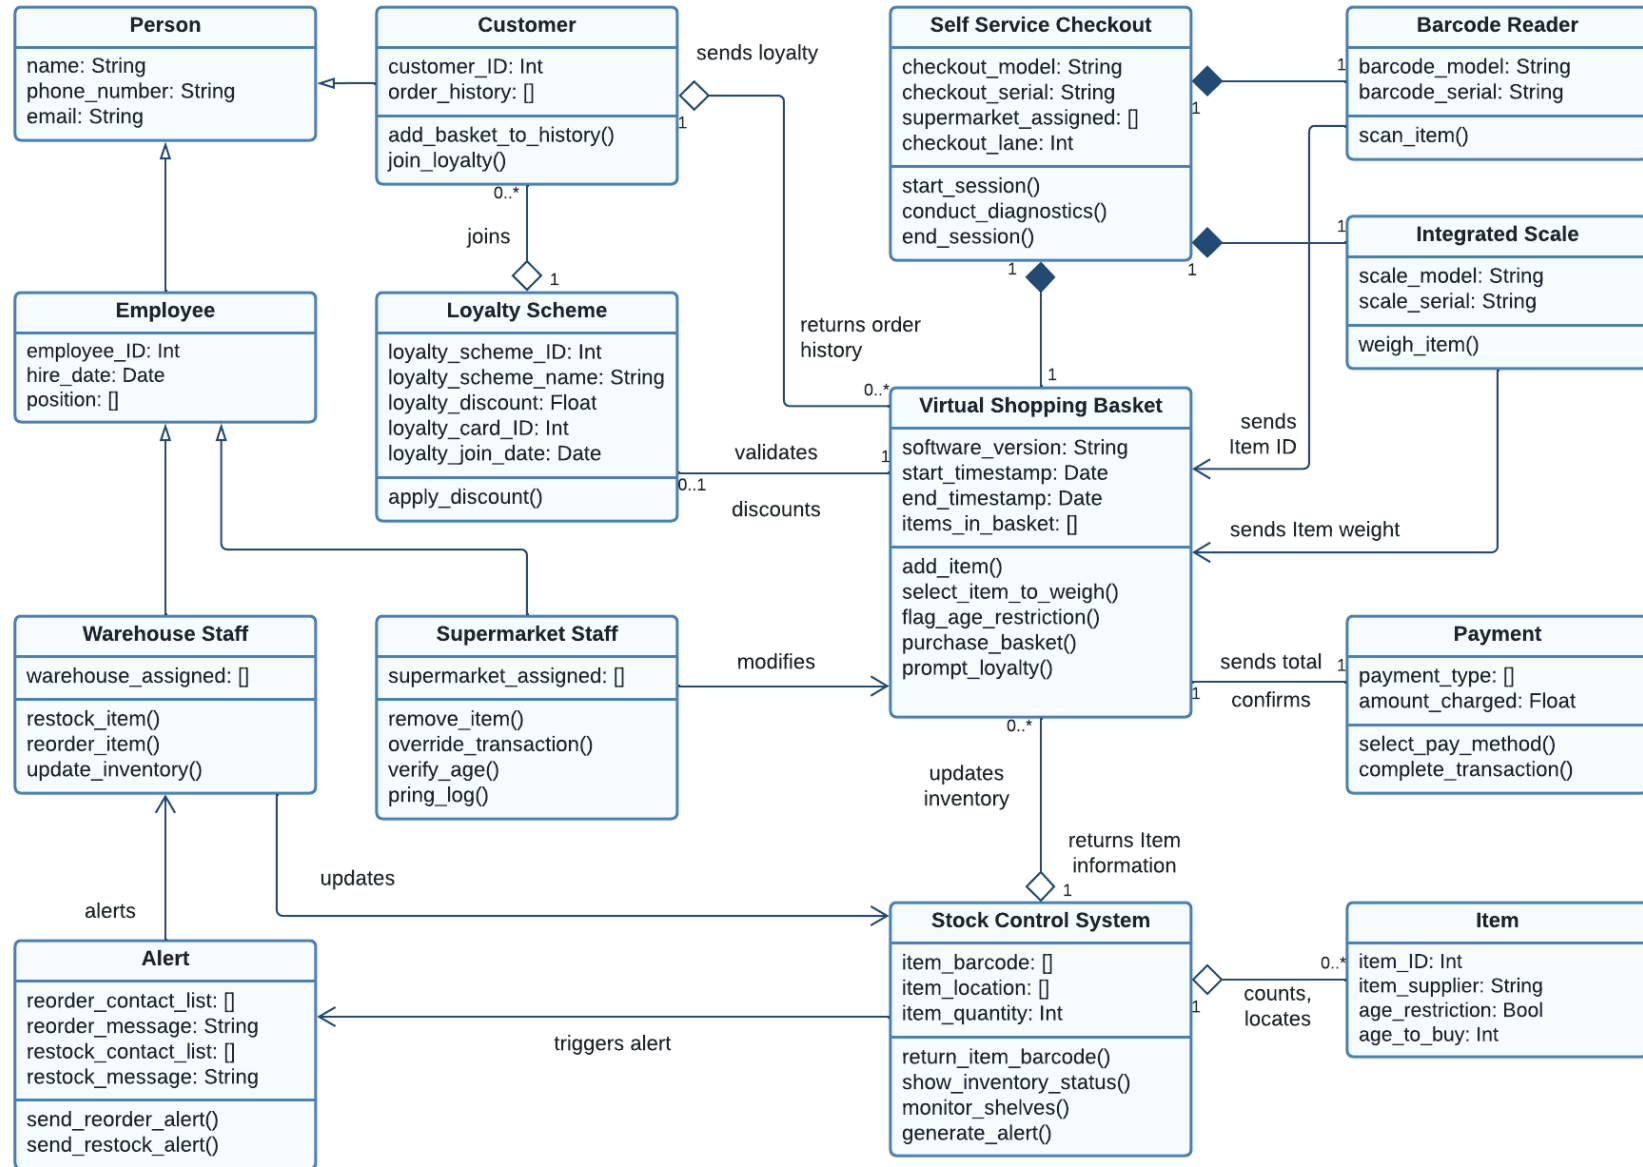 Person
name: String
phone_number: String
email: String
Customer
customer_ID: Int
order_history: []
add_basket_to_history()
join_loyalty()
sends loyalty
1
0..*
joins
1
Self Service Checkout
checkout_model: String
checkout_serial: String
supermarket_assigned: []
checkout_lane: Int
start_session()
conduct_diagnostics()
end_session()
1
1
1
1
1
1
Barcode Reader
barcode_model: String
barcode_serial: String
scan_item()
Integrated Scale
scale_model: String
scale_serial: String
weigh_item()
Employee
employee_ID: Int
hire_date: Date
position: []
Loyalty Scheme
loyalty_scheme_ID: Int
loyalty_scheme_name: String
loyalty_discount: Float
loyalty_card_ID: Int
loyalty_join_date: Date
apply_discount()
returns order
history
0..*
validates
1
0..1
discounts
Virtual Shopping Basket
software_version: String
start_timestamp: Date
end_timestamp: Date
items_in_basket: []
add_item()
select_item_to_weigh()
flag_age_restriction()
purchase_basket()
prompt_loyalty()
sends
Item ID
sends Item weight
Warehouse Staff
warehouse_assigned: []
restock_item()
reorder_item()
update_inventory()
Supermarket Staff
supermarket_assigned: []
remove_item()
override_transaction()
verify_age()
pring_log()
modifies
sends total
1
1
confirms
Payment
payment_type: []
amount_charged: Float
select_pay_method()
complete_transaction()
0..*
updates
inventory
returns Item
information
1
updates
alerts
Alert
reorder_contact_list: []
reorder_message: String
restock_contact_list: []
restock_message: String
send_reorder_alert()
send_restock_alert()
triggers alert
Stock Control System
item_barcode: []
item_location: []
item_quantity: Int
return_item_barcode()
show_inventory_status()
monitor_shelves()
generate_alert()
0..*
1
counts,
locates
Item
item_ID: Int
item_supplier: String
age_restriction: Bool
age_to_buy: Int